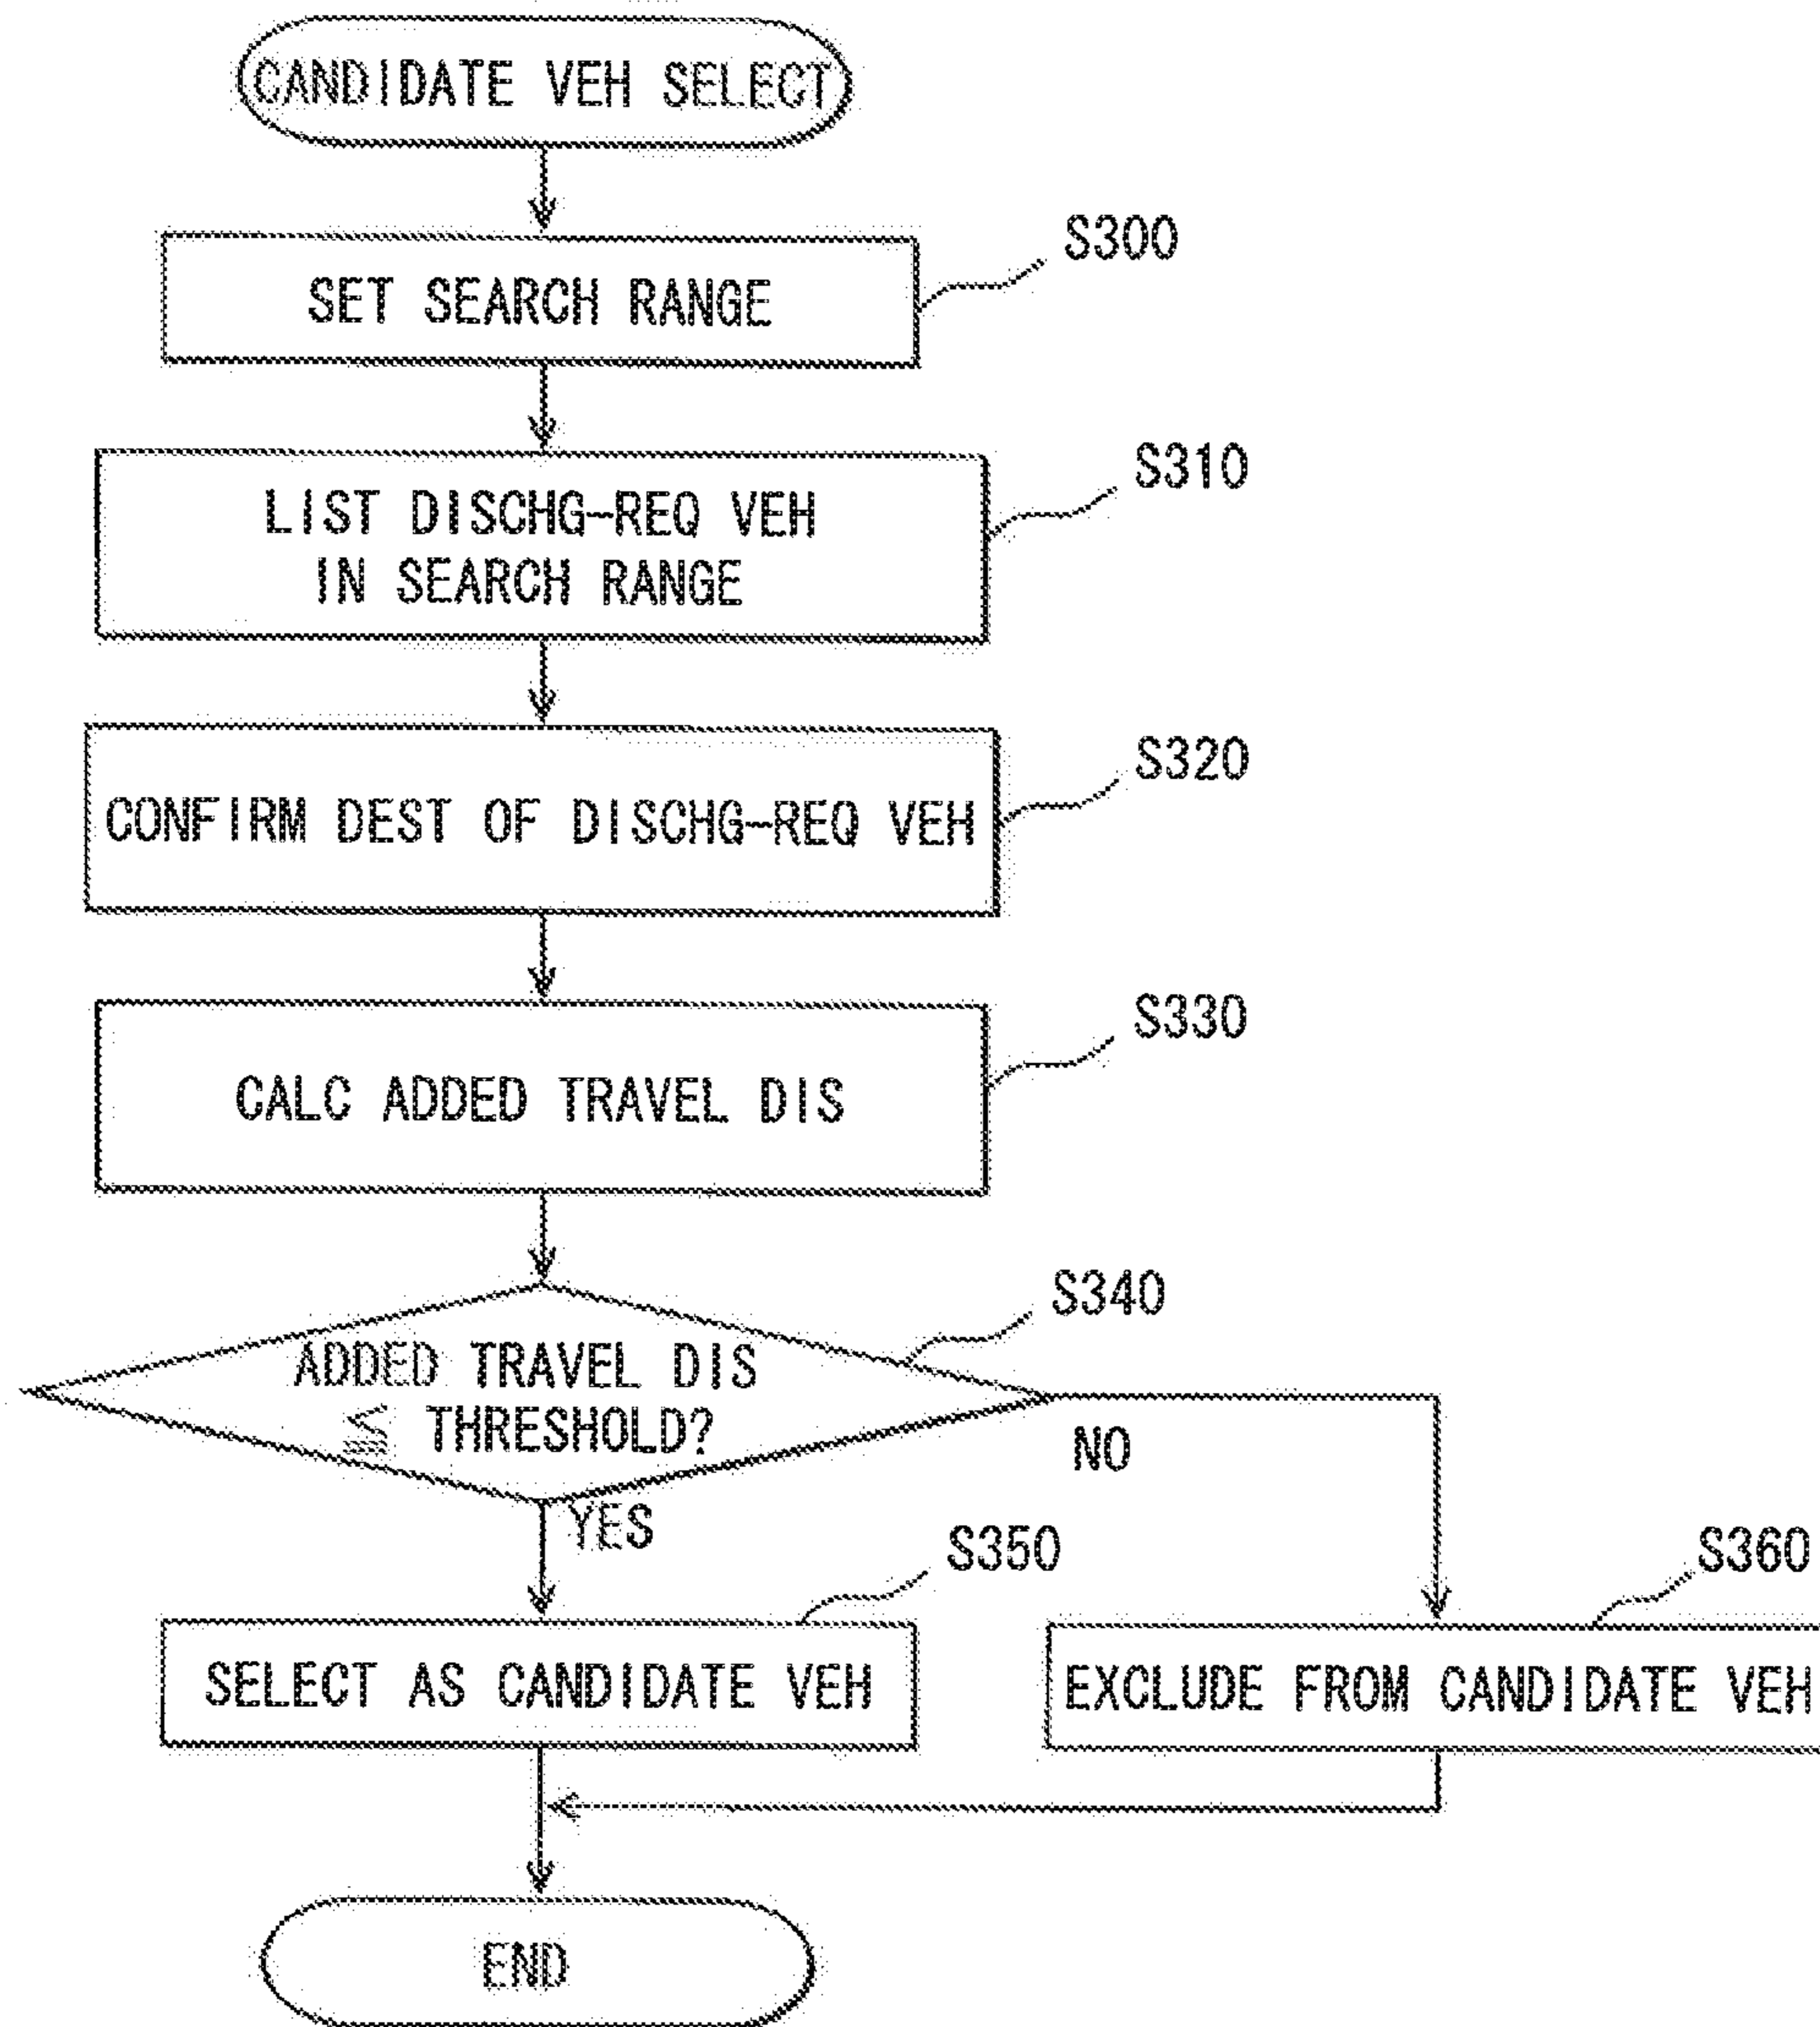 CANDIDATE VEH SELECT
S300
SET SEARCH RANGE
S310
LIST DISCHG-REQ VEH
IN SEARCH RANGE
S320
CONFIRM DEST OF DISCHG-REQ VEH
S330
CALC ADDED TRAVEL DIS
S340
ADDED TRAVEL DIS
≦ THRESHOLD?
NO
YES
S350
S360
SELECT AS CANDIDATE VEH
EXCLUDE FROM CANDIDATE VEH
END